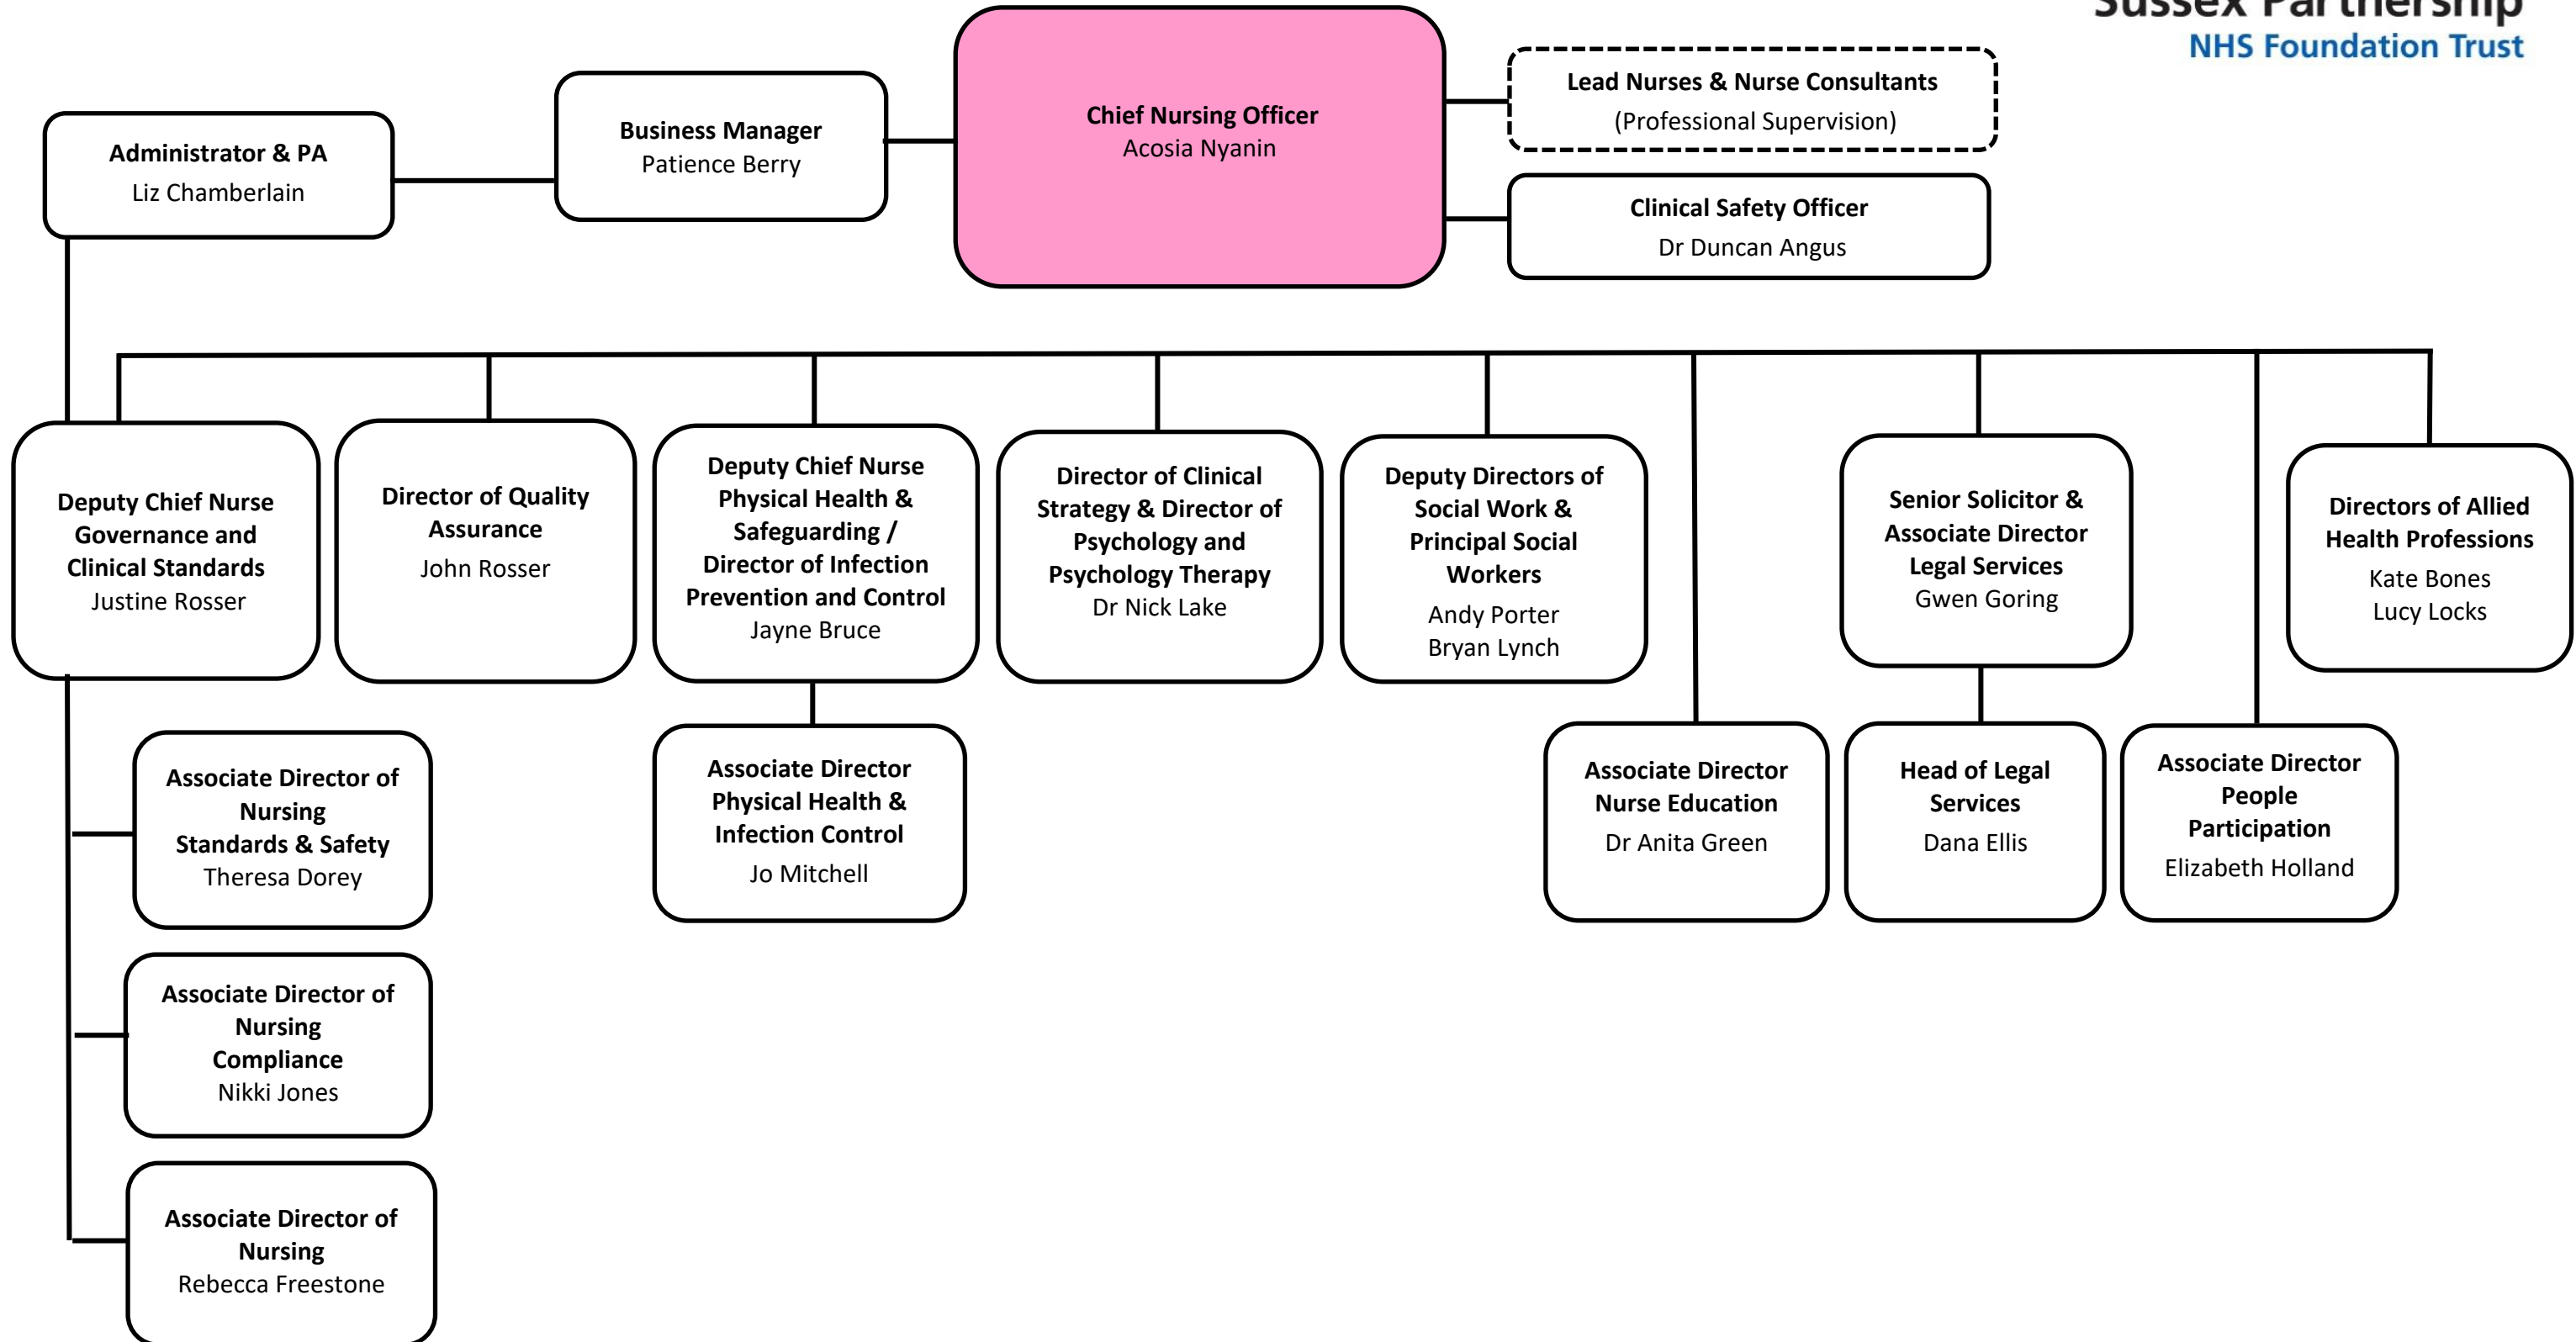 Sussex Partnership
NHS Foundation Trust
Chief Nursing Officer
Acosia Nyanin
Lead Nurses & Nurse Consultants
(Professional Supervision)
Clinical Safety Officer
Dr Duncan Angus
Business Manager
Patience Berry
Administrator & PA
Liz Chamberlain
Deputy Chief Nurse
Governance and
Clinical Standards
Justine Rosser
Director of Quality
Assurance
John Rosser
Deputy Chief Nurse
Physical Health &
Safeguarding /
Director of Infection
Prevention and Control
Jayne Bruce
Director of Clinical
Strategy & Director of
Psychology and
Psychology Therapy
Dr Nick Lake
Deputy Directors of
Social Work &
Principal Social
Workers
Andy Porter
Bryan Lynch
Senior Solicitor &
Associate Director
Legal Services
Gwen Goring
Directors of Allied
Health Professions
Kate Bones
Lucy Locks
Associate Director of
Nursing
Standards & Safety
Theresa Dorey
Associate Director
Physical Health &
Infection Control
Jo Mitchell
Associate Director
Nurse Education
Dr Anita Green
Head of Legal
Services
Dana Ellis
Associate Director
People
Participation
Elizabeth Holland
Associate Director of
Nursing
Compliance
Nikki Jones
Associate Director of
Nursing
Rebecca Freestone